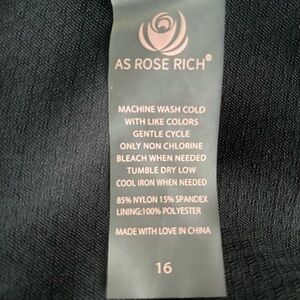 AS ROSE RICH®
MACHINE WASH COLD
WITH LIKE COLORS
GENTLE CYCLE
ONLY NON CHLORINE
BLEACH WHEN NEEDED
TUMBLE DRY LOW
COOL IRON WHEN NEEDED
85% NYLON 15% SPANDEX
LINING:100% POLYESTER
MADE WITH LOVE IN CHINA
16